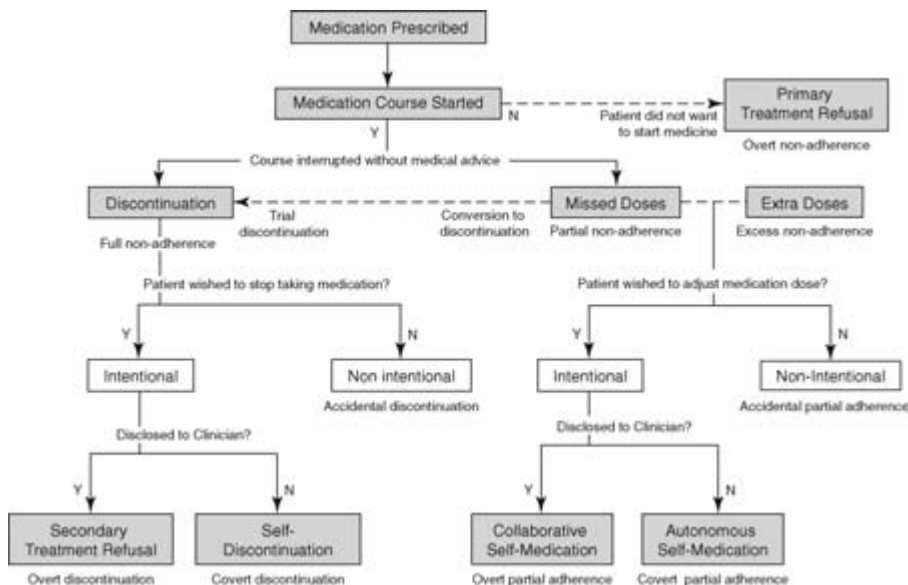 Medication Prescribed
Medication Course Started
Y
N
Patient did not want
to start medicine
Primary
Treatment Refusal
Overt non-adherence
Course interrupted without medical advice
Discontinuation
Full non-adherence
Trial
discontinuation
Conversion to
discontinuation
Missed Doses
Partial non-adherence
Extra Doses
Excess non-adherence
Patient wished to stop taking medication?
Y
N
Intentional
Non intentional
Accidental discontinuation
Disclosed to Clinician?
Y
N
Secondary
Treatment Refusal
Overt discontinuation
Self-
Discontinuation
Covert discontinuation
Patient wished to adjust medication dose?
Y
N
Intentional
Non-Intentional
Accidental partial adherence
Disclosed to Clinician?
Y
N
Collaborative
Self-Medication
Overt partial adherence
Autonomous
Self-Medication
Covert partial adherence